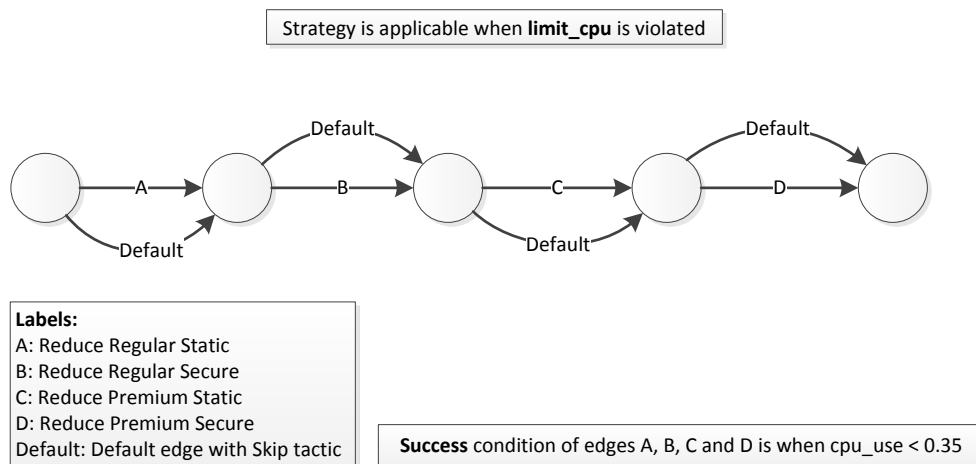 Strategy is applicable when limit_cpu is violated
Default
Default
A
B
C
D
Default
Default
Labels:
A: Reduce Regular Static
B: Reduce Regular Secure
C: Reduce Premium Static
D: Reduce Premium Secure
Default: Default edge with Skip tactic
Success condition of edges A, B, C and D is when cpu_use < 0.35